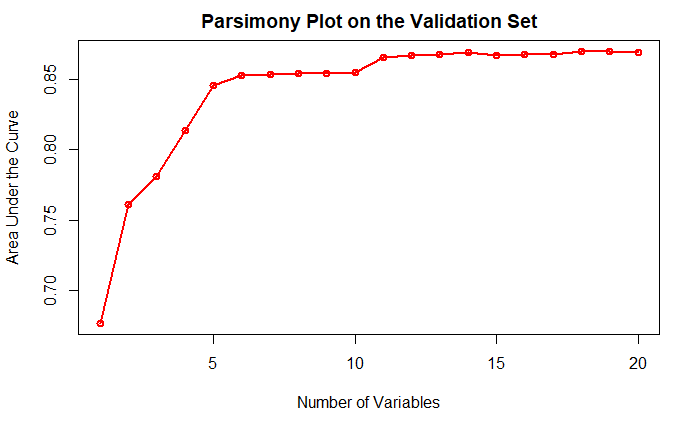 Parsimony Plot on the Validation Set
Area Under the Curve
0.85
0.80
0.75
0.70
5 10 15 20
Number of Variables